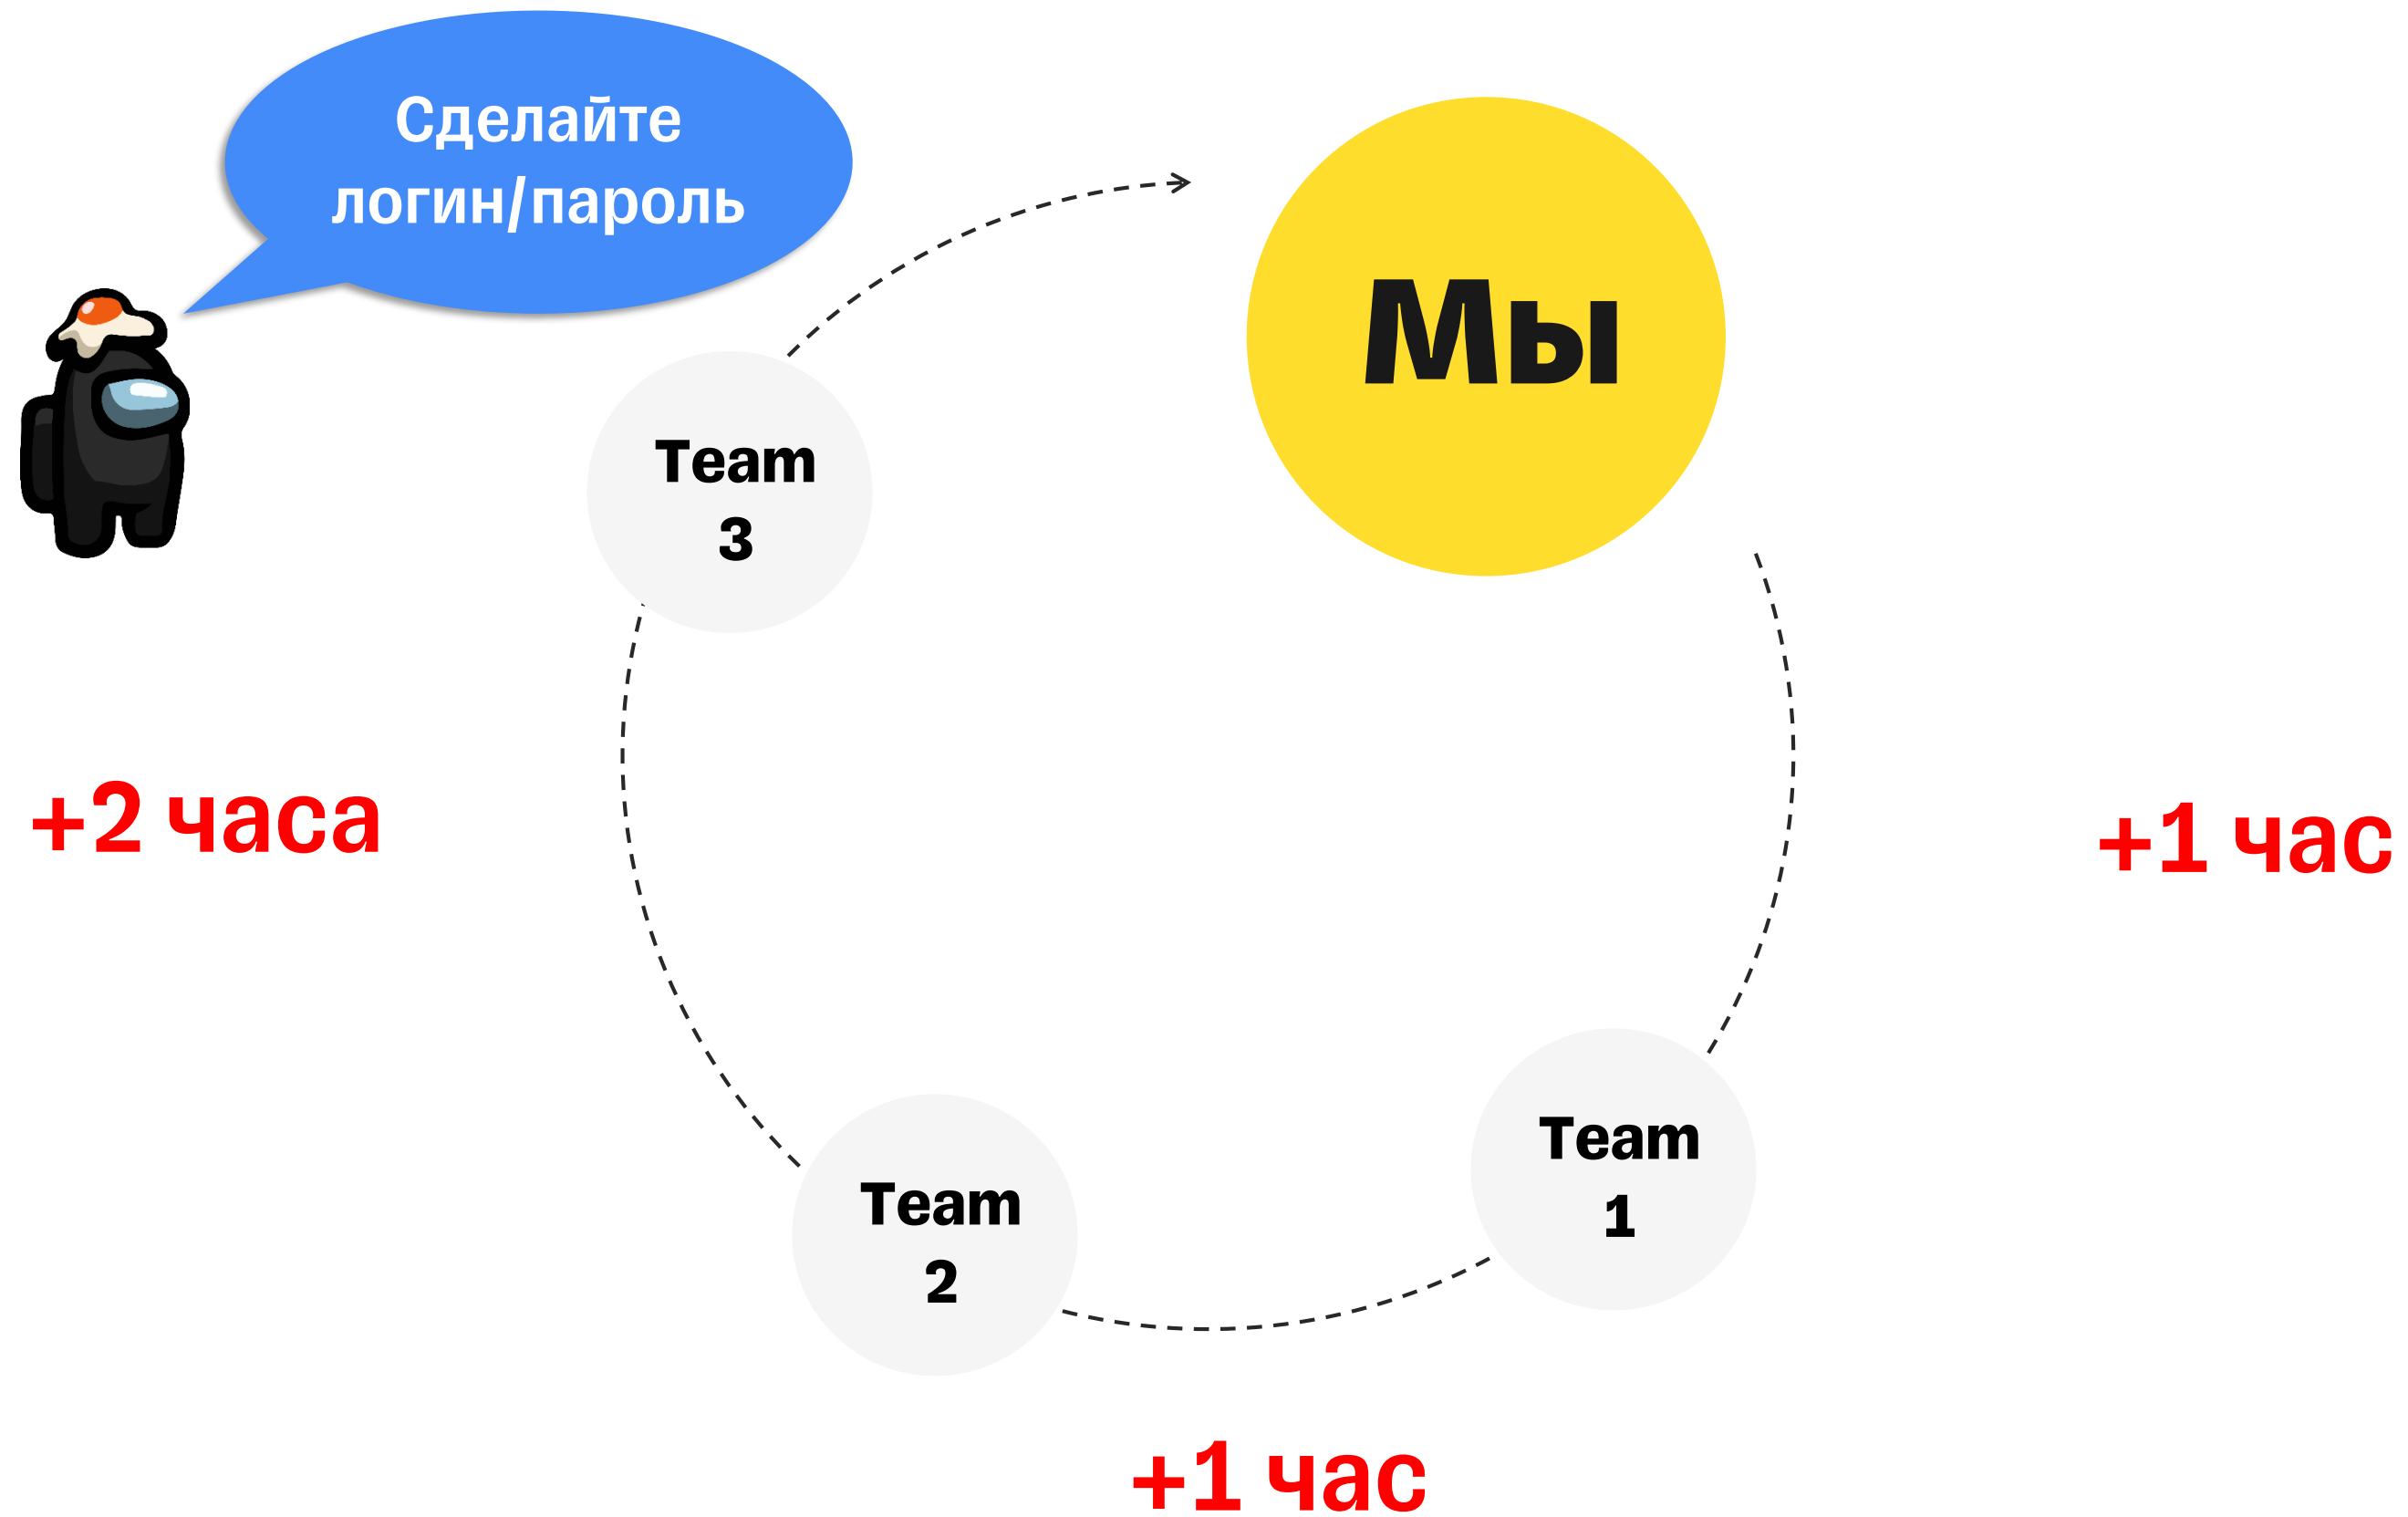 Сделайте
логин/пароль
Мы
Team
3
+2 часа
+1 час
Team
1
Team
2
+1 час